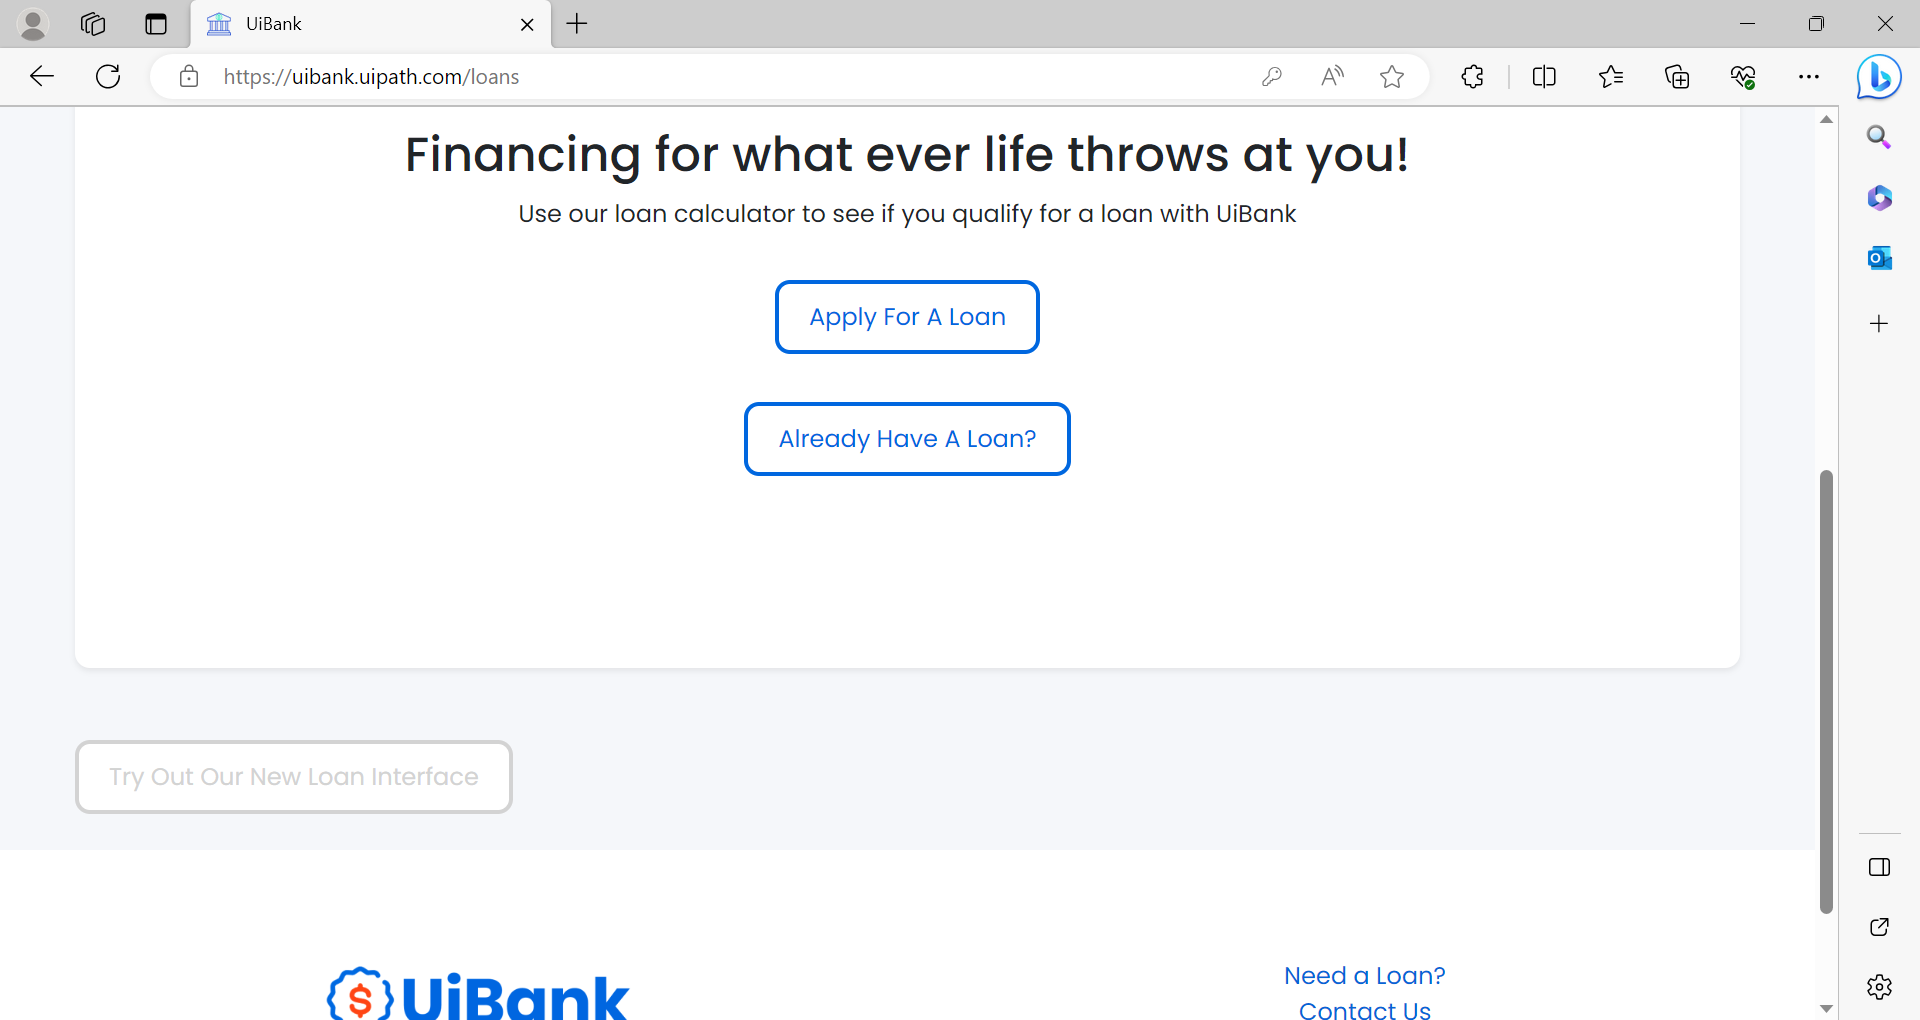 UiBank
https://uibank.uipath.com/loans
Financing for what ever life throws at you!
Use our loan calculator to see if you qualify for a loan with UiBank
Apply For A Loan
Already Have A Loan?
Try Out Our New Loan Interface
UiBank
Need a Loan?
Contact Us